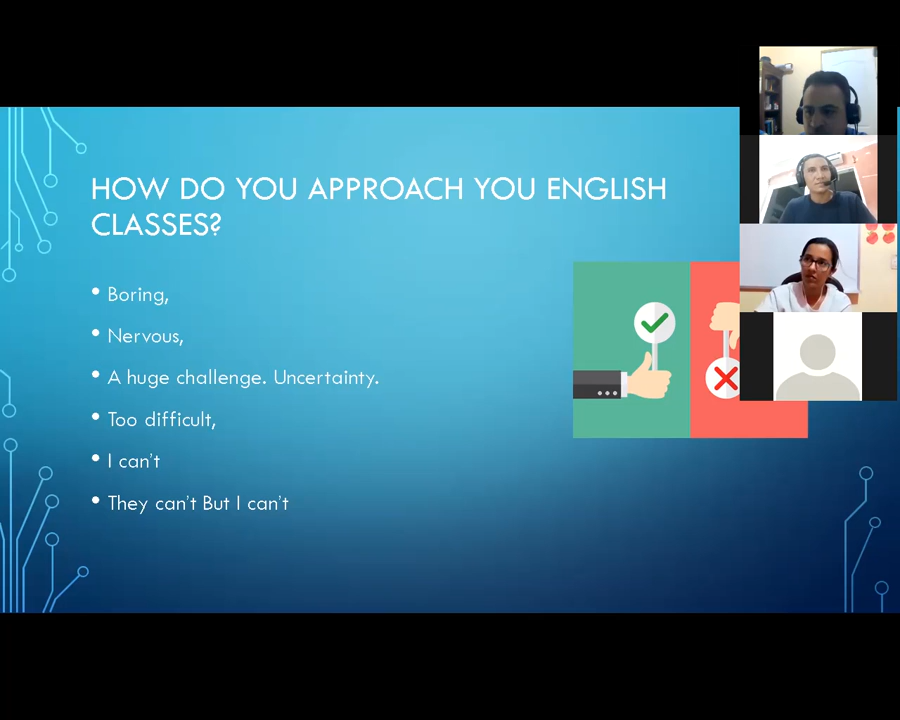 HOW DO YOU APPROACH YOU ENGLISH
CLASSES?
• Boring,
• Nervous,
• A huge challenge. Uncertainty.
• Too difficult,
• I can't
• They can't But I can't